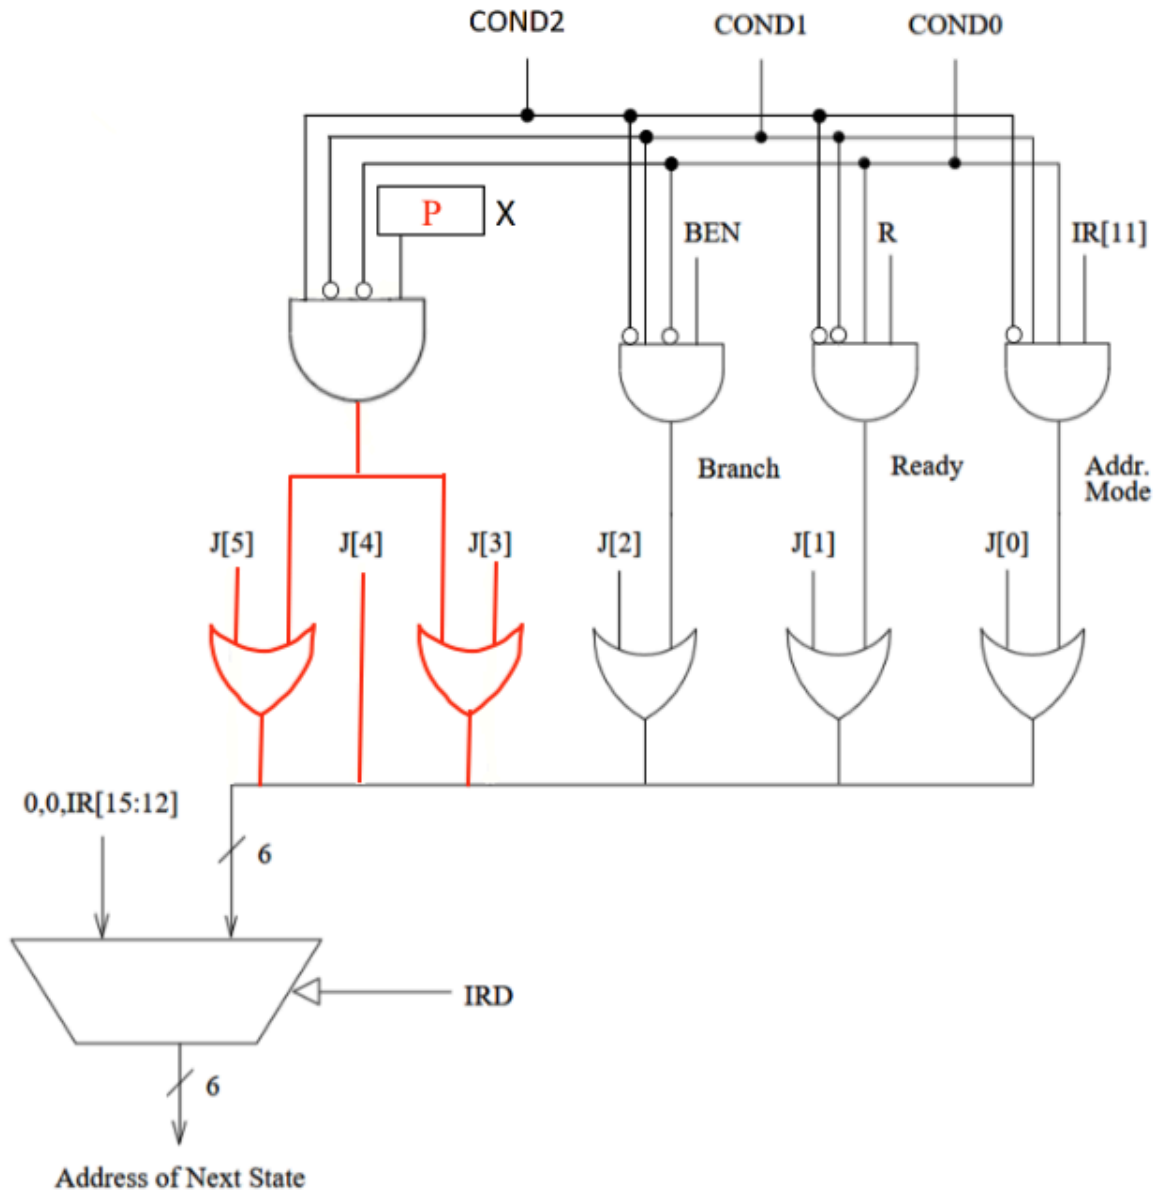 COND2
COND1
COND0
P
X
BEN
R
IR[11]
Branch
Ready
Addr.
Mode
J[5]
J[4]
J[3]
J[2]
J[1]
J[0]
0,0,IR[15:12]
6
IRD
6
Address of Next State